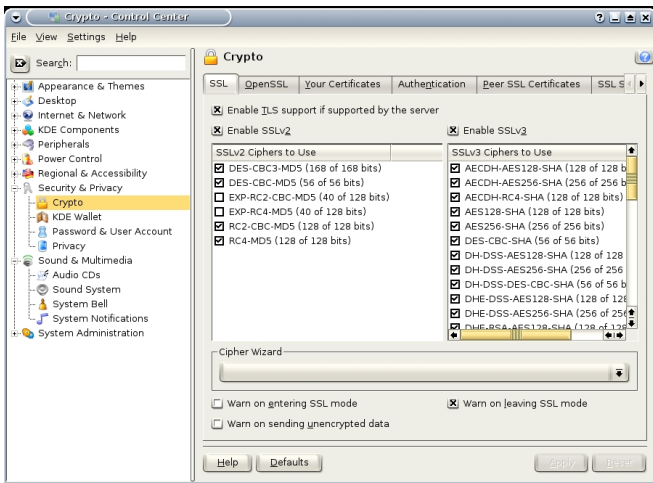 Crypto - Control Center
File View Settings Help
Search:
Appearance & Themes
Desktop
Internet & Network
KDE Components
Peripherals
Power Control
Regional & Accessibility
Security & Privacy
Crypto
KDE Wallet
Password & User Account
Privacy
Sound & Multimedia
Audio CDs
Sound System
System Bell
System Notifications
System Administration
Crypto
SSL OpenSSL Your Certificates Authentication Peer SSL Certificates SSL S
Enable TLS support if supported by the server
Enable SSLv2
SSLv2 Ciphers to Use
DES-CBC3-MD5 (168 of 168 bits)
DES-CBC-MD5 (56 of 56 bits)
EXP-RC2-CBC-MD5 (40 of 128 bits)
EXP-RC4-MD5 (40 of 128 bits)
RC2-CBC-MD5 (128 of 128 bits)
RC4-MD5 (128 of 128 bits)
Enable SSLv3
SSLv3 Ciphers to Use
AECDH-AES128-SHA (128 of 128 b
AECDH-AES256-SHA (256 of 256 b
AECDH-RC4-SHA (128 of 128 bits)
AES128-SHA (128 of 128 bits)
AES256-SHA (256 of 256 bits)
DES-CBC-SHA (56 of 56 bits)
DH-DSS-AES128-SHA (128 of 128
DH-DSS-AES256-SHA (256 of 256
DH-DSS-DES-CBC-SHA (56 of 56 b
DHE-DSS-AES128-SHA (128 of 128
DHE-DSS-AES256-SHA (256 of 256
DHE-RSA-AES128-SHA (128 of 128
Cipher Wizard
Warn on entering SSL mode
Warn on leaving SSL mode
Warn on sending unencrypted data
Help Defaults Apply Reset